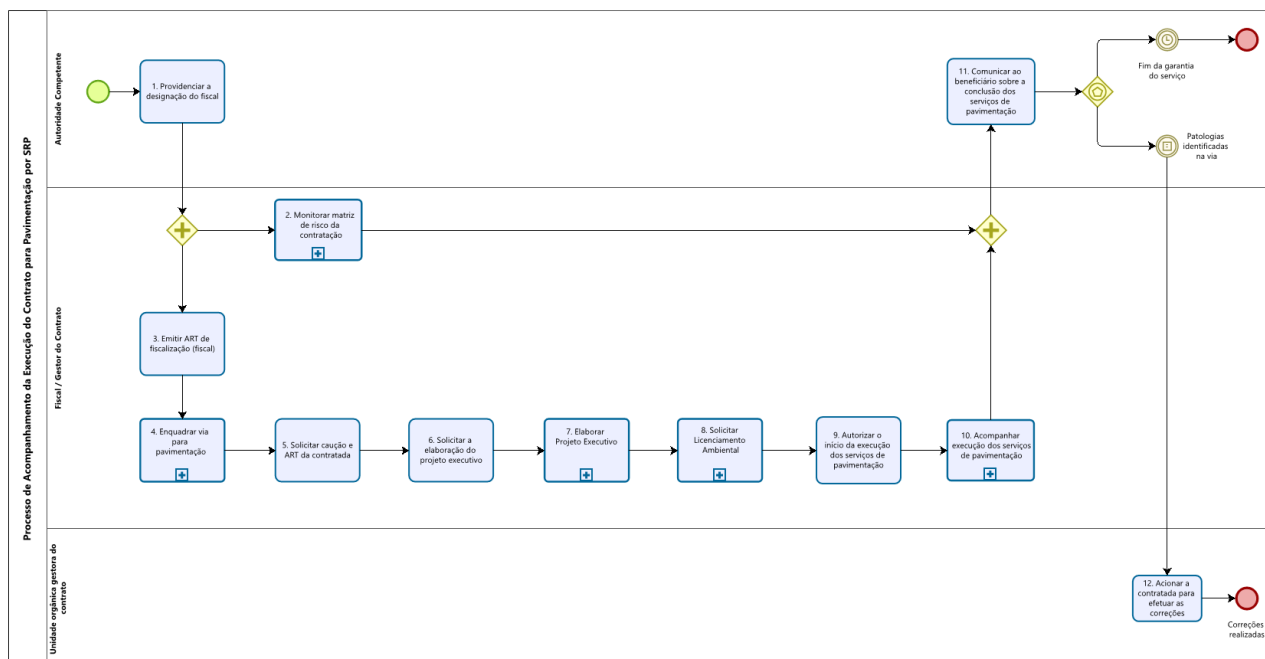 Processo de Acompanhamento da Execução do Contrato para Pavimentação por SRP
Autoridade Competente
1. Providenciar a
designação do fiscal
11. Comunicar ao
beneficiário sobre a
conclusão dos
serviços de
pavimentação
Fim da garantia
do serviço
Patologias
identificadas
na via
Fiscal / Gestor do Contrato
2. Monitorar matriz
de risco da
contratação
3. Emitir ART de
fiscalização (fiscal)
4. Enquadrar via
para
pavimentação
5. Solicitar caução e
ART da contratada
6. Solicitar a
elaboração do
projeto executivo
7. Elaborar
Projeto Executivo
8. Solicitar
Licenciamento
Ambiental
9. Autorizar o
início da execução
dos serviços de
pavimentação
10. Acompanhar
execução dos serviços
de pavimentação
Unidade orgânica gestora do
contrato
12. Acionar a
contratada para
efetuar as
correções
Correções
realizadas